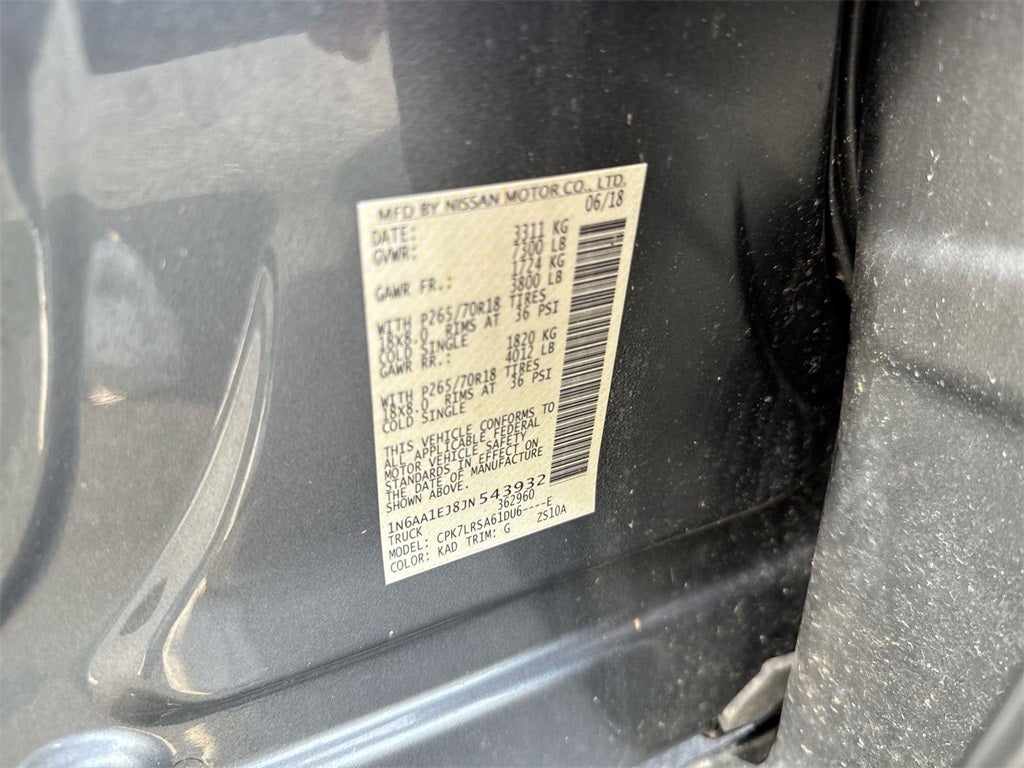 MFD BY NISSAN MOTOR CO., LTD.
DATE: 06/18
GVWR: 3311 KG
7300 LB
GAWR FR.: 1724 KG
3800 LB
WITH P265/70R18 TIRES
18X8.0 RIMS AT 36 PSI
COLD SINGLE
GAWR RR.: 1820 KG
4012 LB
WITH P265/70R18 TIRES
18X8.0 RIMS AT 36 PSI
COLD SINGLE
THIS VEHICLE CONFORMS TO
ALL APPLICABLE FEDERAL
MOTOR VEHICLE SAFETY
STANDARDS IN EFFECT ON
THE DATE OF MANUFACTURE
SHOWN ABOVE.
1N6AA1EJ8JN543932
TRUCK 362960
MODEL: CPK7LRSA61DU6----E
COLOR: KAD TRIM: G ZS10A